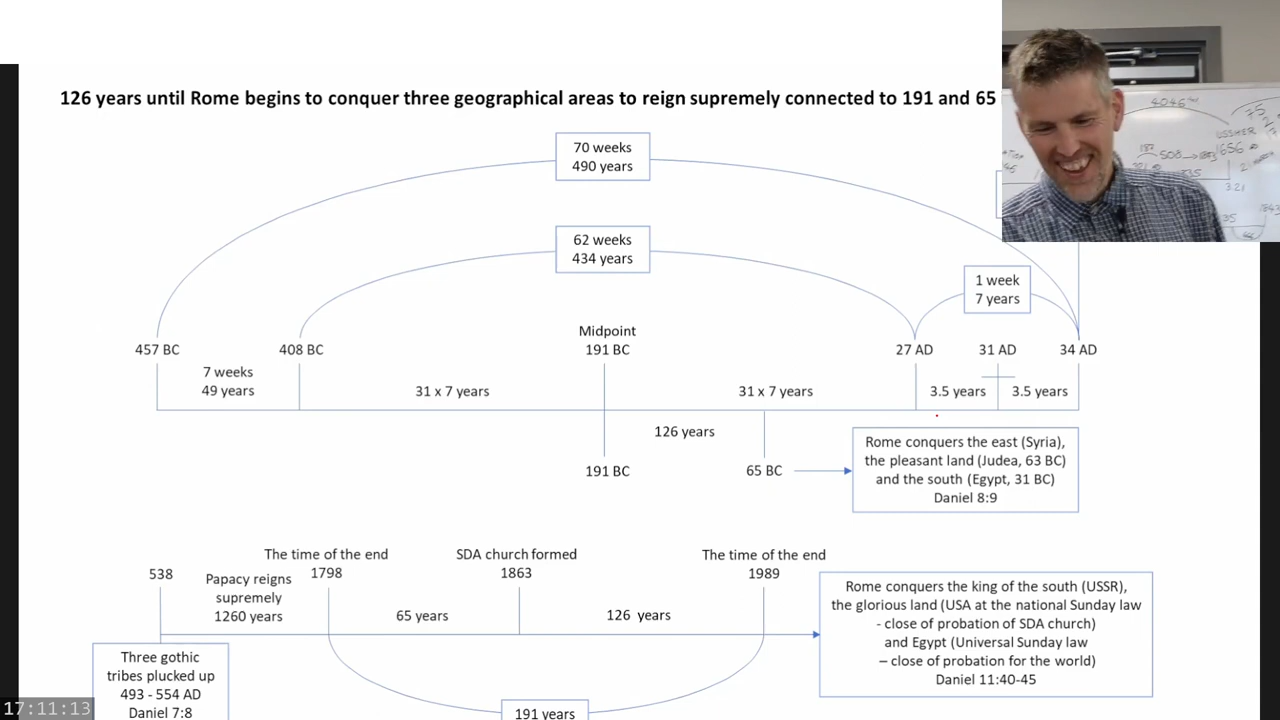 126 years until Rome begins to conquer three geographical areas to reign supremely connected to 191 and 65
70 weeks
490 years
62 weeks
434 years
1 week
7 years
Midpoint
457 BC
408 BC
191 BC
27 AD
31 AD
34 AD
7 weeks
49 years
31 x 7 years
31 x 7 years
3.5 years
3.5 years
126 years
191 BC
65 BC
Rome conquers the east (Syria),
the pleasant land (Judea, 63 BC)
and the south (Egypt, 31 BC)
Daniel 8:9
The time of the end
SDA church formed
The time of the end
538
1798
1863
1989
Papacy reigns
supremely
1260 years
65 years
126 years
Rome conquers the king of the south (USSR),
the glorious land (USA at the national Sunday law
- close of probation of SDA church)
and Egypt (Universal Sunday law
– close of probation for the world)
Daniel 11:40-45
Three gothic
tribes plucked up
493 - 554 AD
Daniel 7:8
191 years
17:11:13
USSHER
1656
508
3.21